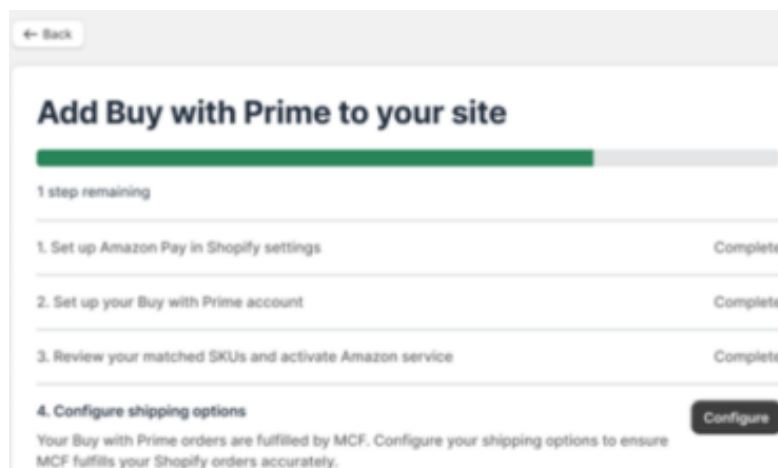 ← Back
Add Buy with Prime to your site
1 step remaining
1. Set up Amazon Pay in Shopify settings Complete
2. Set up your Buy with Prime account Complete
3. Review your matched SKUs and activate Amazon service Complete
4. Configure shipping options
Configure
Your Buy with Prime orders are fulfilled by MCF. Configure your shipping options to ensure
MCF fulfills your Shopify orders accurately.